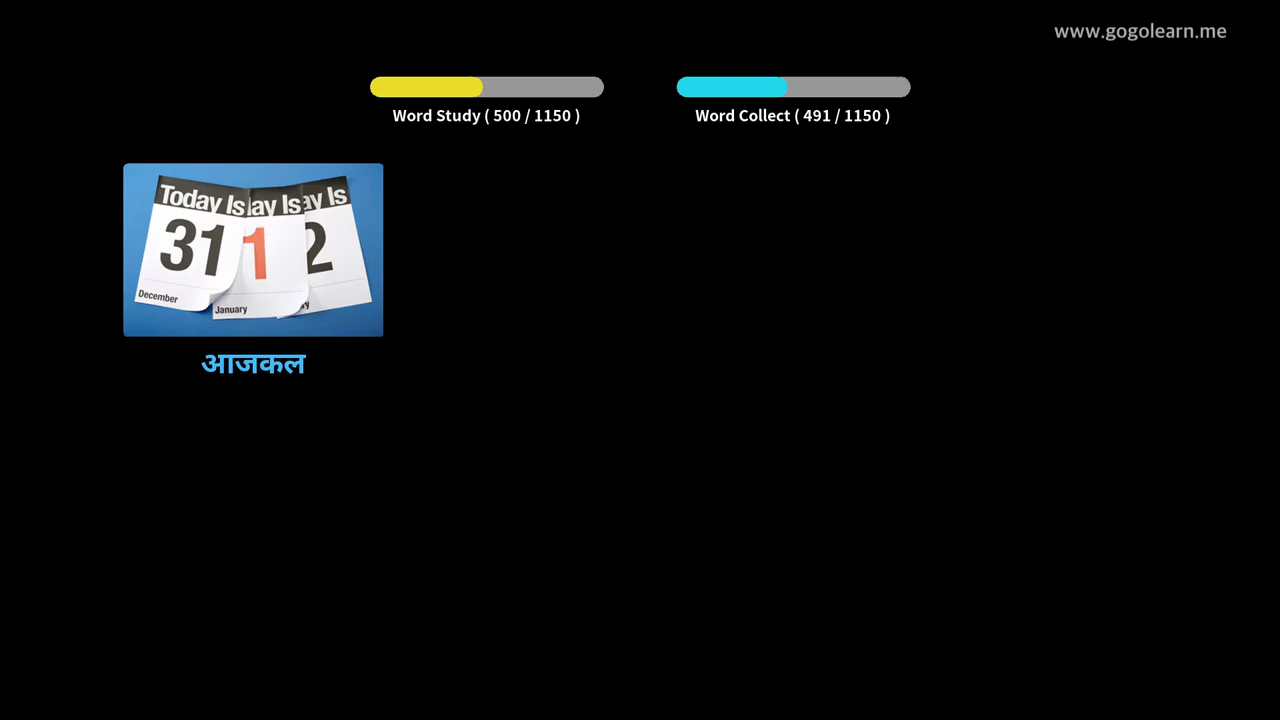 www.gogolearn.me
Word Study ( 500 / 1150 )
Word Collect ( 491 / 1150 )
Today Is
ay Is
ay Is
31
1
2
December
January
आजकल